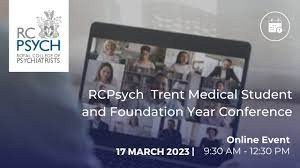 RC
PSYCH
ROYAL COLLEGE OF
PSYCHIATRISTS
RCPsych Trent Medical Student
and Foundation Year Conference
Online Event
17 MARCH 2023 | 9:30 AM - 12:30 PM